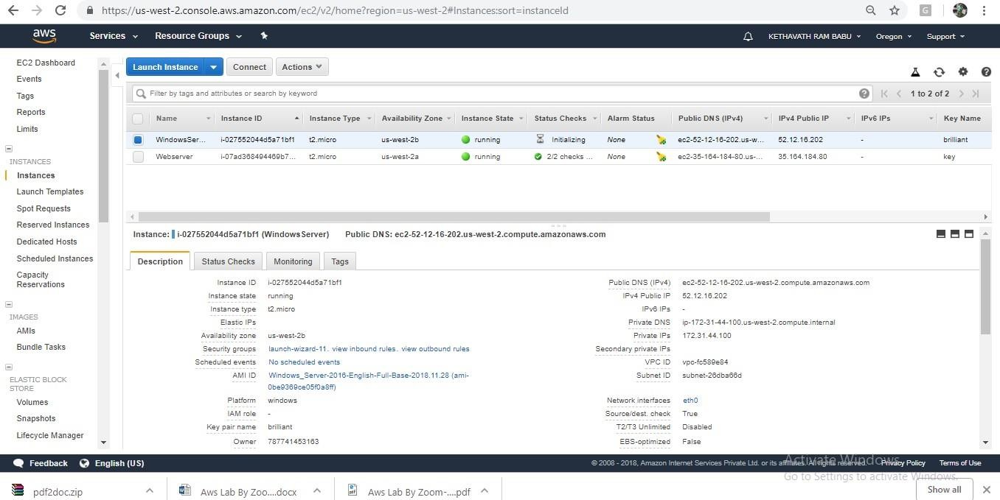 https://us-west-2.console.aws.amazon.com/ec2/v2/home?region=us-west-2#Instances:sort=instanceId
G
aws Services Resource Groups KETHAVATH RAM BABU Oregon Support
EC2 Dashboard
Events
Tags
Reports
Limits
INSTANCES
Instances
Launch Templates
Spot Requests
Reserved Instances
Dedicated Hosts
Scheduled Instances
Capacity
Reservations
IMAGES
AMIs
Bundle Tasks
ELASTIC BLOCK
STORE
Volumes
Snapshots
Lifecycle Manager
Launch Instance Connect Actions
Filter by tags and attributes or search by keyword 1 to 2 of 2
Name Instance ID Instance Type Availability Zone Instance State Status Checks Alarm Status Public DNS (IPv4) IPv4 Public IP IPv6 IPs Key Name
WindowsSer... i-027552044d5a71bf1 t2.micro us-west-2b running Initializing None ec2-52-12-16-202.us-w... 52.12.16.202 - brilliant
Webserver i-07ad368494469b7... t2.micro us-west-2a running 2/2 checks ... None ec2-35-164-184-80.us-... 35.164.184.80 - key
Instance: i-027552044d5a71bf1 (WindowsServer) Public DNS: ec2-52-12-16-202.us-west-2.compute.amazonaws.com
Description Status Checks Monitoring Tags
Instance ID i-027552044d5a71bf1
Instance state running
Instance type t2.micro
Elastic IPs
Availability zone us-west-2b
Security groups launch-wizard-11. view inbound rules. view outbound rules
Scheduled events No scheduled events
AMI ID Windows_Server-2016-English-Full-Base-2018.11.28 (ami-
0be9369ce05f0a8ff)
Platform windows
IAM role -
Key pair name brilliant
Owner 787741453163
Public DNS (IPv4) ec2-52-12-16-202.us-west-2.compute.amazonaws.com
IPv4 Public IP 52.12.16.202
IPv6 IPs -
Private DNS ip-172-31-44-100.us-west-2.compute.internal
Private IPs 172.31.44.100
Secondary private IPs
VPC ID vpc-fc589e84
Subnet ID subnet-26dba66d
Network interfaces eth0
Source/dest. check True
T2/T3 Unlimited Disabled
EBS-optimized False
Feedback English (US) © 2008 - 2018, Amazon Internet Services Private Ltd. or its affiliates. All rights reserved. Privacy Policy Terms of Use
Activate Windows
Go to Settings to activate Windows.
pdf2doc.zip Aws Lab By Zoo....docx Aws Lab By Zoom-....pdf Show all